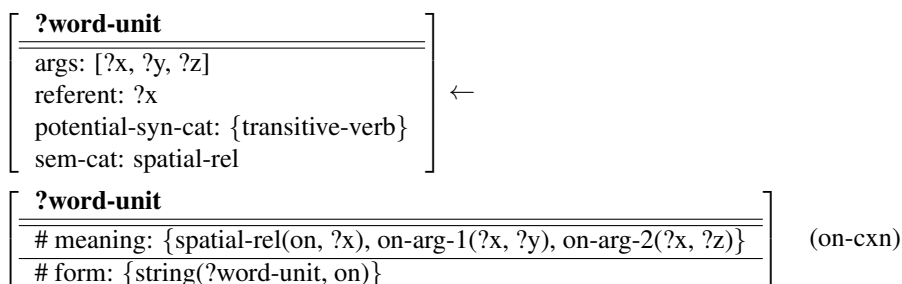 ?word-unit
args: [?x, ?y, ?z]
referent: ?x
potential-syn-cat: {transitive-verb}
sem-cat: spatial-rel
←
?word-unit
# meaning: {spatial-rel(on, ?x), on-arg-1(?x, ?y), on-arg-2(?x, ?z)}
# form: {string(?word-unit, on)}
(on-cxn)